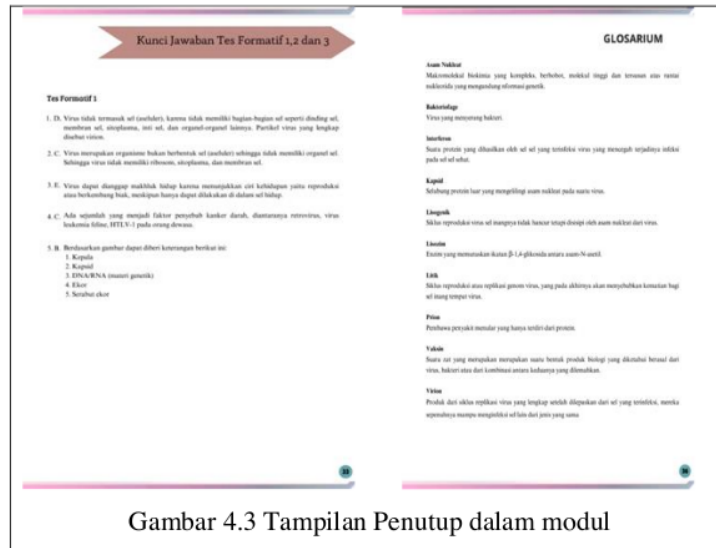 Kunci Jawaban Tes Formatif 1,2 dan 3
Tes Formatif 1
1. D. Virus tidak termasuk sel (aseluler), karena tidak memiliki bagian-bagian sel seperti dinding sel,
membran sel, sitoplasma, inti sel, dan organel-organel lainnya. Partikel virus yang lengkap
disebut virion.
2. C. Virus merupakan organisme bukan berbentuk sel (aseluler) sehingga tidak memiliki organel sel.
Sehingga virus tidak memiliki ribosom, sitoplasma, dan membran sel.
3. E. Virus dapat dianggap makhluk hidup karena menunjukkan ciri kehidupan yaitu reproduksi
atau berkembang biak, meskipun hanya dapat dilakukan di dalam sel hidup.
4. C. Ada sejumlah yang menjadi faktor penyebab kanker darah, diantaranya retrovirus, virus
leukemia feline, HTLV-1 pada orang dewasa.
5. B. Berdasarkan gambar dapat diberi keterangan berikut ini:
1. Kepala
2. Kapsid
3. DNA/RNA (materi genetik)
4. Ekor
5. Serabut ekor
33
GLOSARIUM
Asam Nukleat
Makromolekul biokimia yang kompleks, berbobot, molekul tinggi dan tersusun atas rantai
nukleotida yang mengandung informasi genetik.
Bakteriofage
Virus yang menyerang bakteri.
Interferon
Suatu protein yang dihasilkan oleh sel sel yang terinfeksi virus yang mencegah terjadinya infeksi
pada sel sel sehat.
Kapsid
Selubung protein luar yang mengelilingi asam nukleat pada suatu virus.
Lisogenik
Siklus reproduksi virus sel inangnya tidak hancur tetapi disisipi oleh asam nukleat dari virus.
Lisozim
Enzim yang memutuskan ikatan β-1,4-glikosida antara asam-N-asetil.
Litik
Siklus reproduksi atau replikasi genom virus, yang pada akhirnya akan menyebabkan kematian bagi
sel inang tempat virus.
Prion
Pembawa penyakit menular yang hanya terdiri dari protein.
Vaksin
Suatu zat yang merupakan merupakan suatu bentuk produk biologi yang diketahui berasal dari
virus, bakteri atau dari kombinasi antara keduanya yang dilemahkan.
Virion
Produk dari siklus replikasi virus yang lengkap setelah dilepaskan dari sel yang terinfeksi, mereka
sepenuhnya mampu menginfeksi sel lain dari jenis yang sama
Gambar 4.3 Tampilan Penutup dalam modul